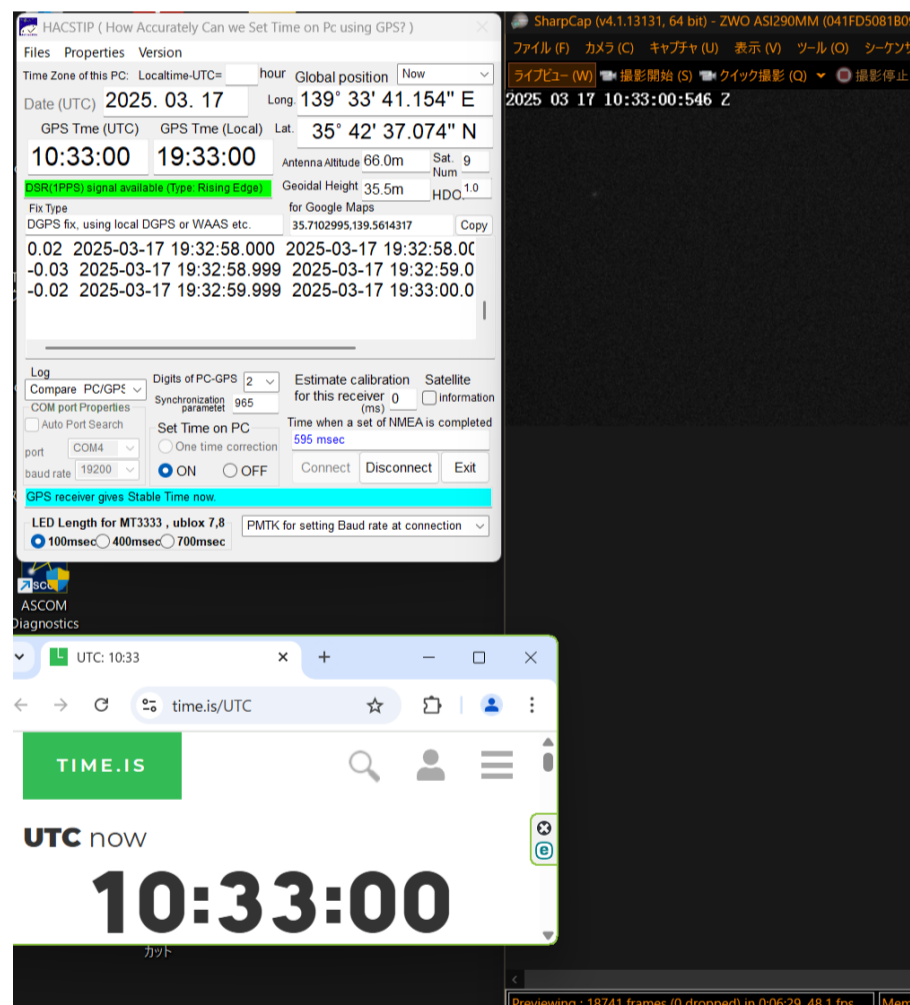 HACSTIP ( How Accurately Can we Set Time on Pc using GPS? )
Files Properties Version
Time Zone of this PC: Localtime-UTC= hour
Global position Now
Date (UTC) 2025. 03. 17
Long. 139° 33' 41.154" E
GPS Tme (UTC) GPS Tme (Local)
Lat. 35° 42' 37.074" N
10:33:00 19:33:00
Antenna Altitude 66.0m Sat. Num 9
DSR(1PPS) signal available (Type: Rising Edge)
Geoidal Height 35.5m HDO. 1.0
Fix Type
for Google Maps
DGPS fix, using local DGPS or WAAS etc.
35.7102995,139.5614317 Copy
0.02 2025-03-17 19:32:58.000 2025-03-17 19:32:58.00
-0.03 2025-03-17 19:32:58.999 2025-03-17 19:32:59.0
-0.02 2025-03-17 19:32:59.999 2025-03-17 19:33:00.0
Log
Compare PC/GPS
Digits of PC-GPS 2
Synchronization parametet 965
Estimate calibration for this receiver (ms) 0
Satellite information
COM port Properties
Auto Port Search
port COM4
baud rate 19200
Set Time on PC
One time correction
ON OFF
Time when a set of NMEA is completed
595 msec
Connect Disconnect Exit
GPS receiver gives Stable Time now.
LED Length for MT3333 , ublox 7,8
100msec 400msec 700msec
PMTK for setting Baud rate at connection
SharpCap (v4.1.13131, 64 bit) - ZWO ASI290MM (041FD5081B09
ファイル (F) カメラ (C) キャプチャ (U) 表示 (V) ツール (O) シーケンサ
ライブビュー (W) 撮影開始 (S) クイック撮影 (Q) 撮影停止
2025 03 17 10:33:00:546 Z
ASCOM
Diagnostics
UTC: 10:33
time.is/UTC
TIME.IS
UTC now
10:33:00
カット
Previewing : 18741 frames (0 dropped) in 0:06:29, 48.1 fps
Mem